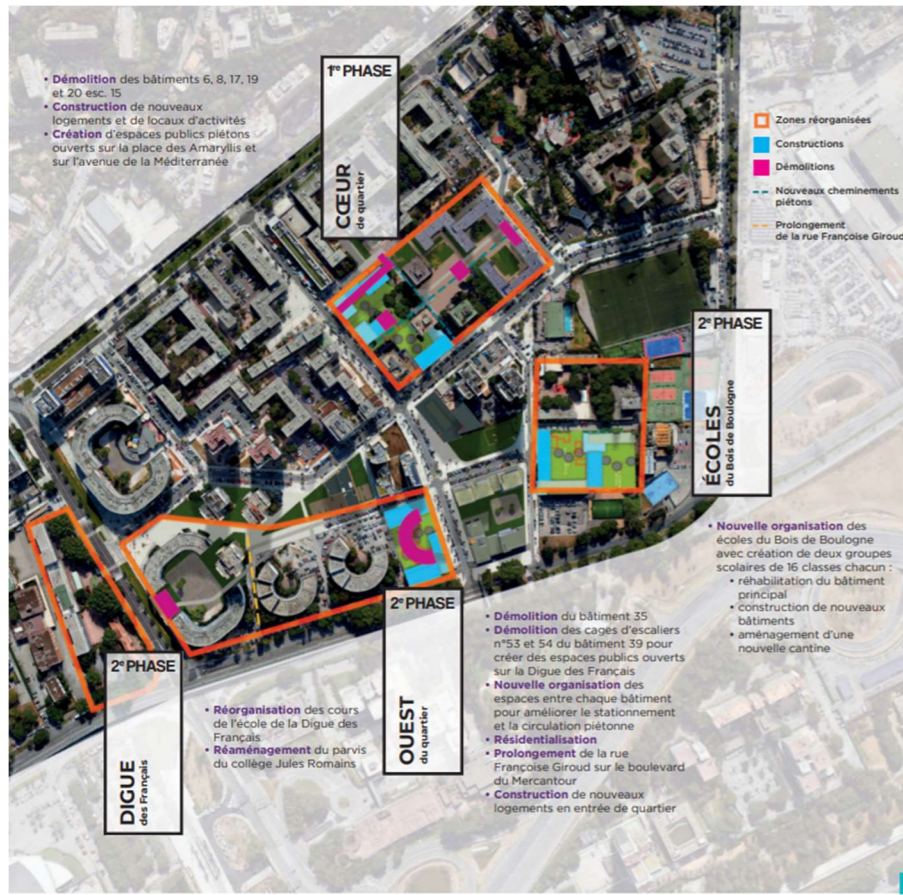 • Démolition des bâtiments 6, 8, 17, 19
et 20 esc. 15
• Construction de nouveaux
logements et de locaux d'activités
• Création d'espaces publics piétons
ouverts sur la place des Amaryllis et
sur l'avenue de la Méditerranée
1re PHASE
CŒUR
de quartier
Zones réorganisées
Constructions
Démolitions
Nouveaux cheminements
piétons
Prolongement
de la rue Françoise Giroud
2e PHASE
ÉCOLES
du Bois de Boulogne
• Nouvelle organisation des
écoles du Bois de Boulogne
avec création de deux groupes
scolaires de 16 classes chacun :
• réhabilitation du bâtiment
principal
• construction de nouveaux
bâtiments
• aménagement d'une
nouvelle cantine
2e PHASE
OUEST
du quartier
• Démolition du bâtiment 35
• Démolition des cages d'escaliers
n°53 et 54 du bâtiment 39 pour
créer des espaces publics ouverts
sur la Digue des Français
• Nouvelle organisation des
espaces entre chaque bâtiment
pour améliorer le stationnement
et la circulation piétonne
• Résidentialisation
• Prolongement de la rue
Françoise Giroud sur le boulevard
du Mercantour
• Construction de nouveaux
logements en entrée de quartier
2e PHASE
DIGUE
des Français
• Réorganisation des cours
de l'école de la Digue des
Français
• Réaménagement du parvis
du collège Jules Romains